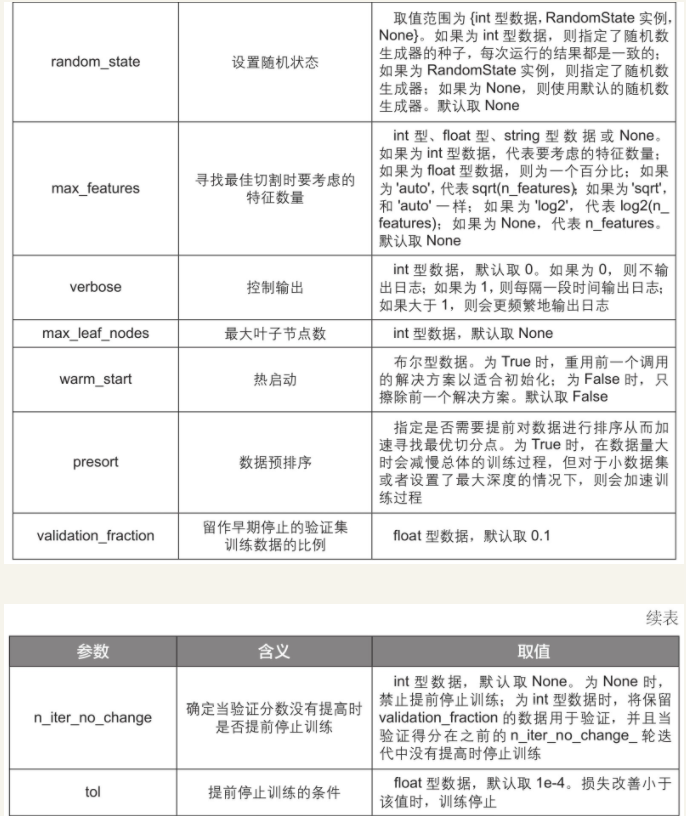 random_state
设置随机状态
取值范围为 {int 型数据, RandomState 实例,
None}。如果为 int 型数据，则指定了随机数
生成器的种子，每次运行的结果都是一致的；
如果为 RandomState 实例，则指定了随机数
生成器；如果为 None，则使用默认的随机数
生成器。默认取 None
max_features
寻找最佳切割时要考虑的
特征数量
int 型、float 型、string 型 数 据 或 None。
如果为 int 型数据，代表要考虑的特征数量；
如果为 float 型数据，则为一个百分比；如果
为 'auto'，代表 sqrt(n_features)；如果为 'sqrt'，
和 'auto' 一样；如果为 'log2'，代表 log2(n_
features)；如果为 None，代表 n_features。
默认取 None
verbose
控制输出
int 型数据，默认取 0。如果为 0，则不输
出日志；如果为 1，则每隔一段时间输出日志；
如果大于 1，则会更频繁地输出日志
max_leaf_nodes
最大叶子节点数
int 型数据，默认取 None
warm_start
热启动
布尔型数据。为 True 时，重用前一个调用
的解决方案以适合初始化；为 False 时，只
擦除前一个解决方案。默认取 False
presort
数据预排序
指定是否需要提前对数据进行排序从而加
速寻找最优切分点。为 True 时，在数据量大
时会减慢总体的训练过程，但对于小数据集
或者设置了最大深度的情况下，则会加速训
练过程
validation_fraction
留作早期停止的验证集
训练数据的比例
float 型数据，默认取 0.1
续表
参数
含义
取值
n_iter_no_change
确定当验证分数没有提高时
是否提前停止训练
int 型数据，默认取 None。为 None 时，
禁止提前停止训练；为 int 型数据时，将保留
validation_fraction 的数据用于验证，并且当
验证得分在之前的 n_iter_no_change_ 轮迭
代中没有提高时停止训练
tol
提前停止训练的条件
float 型数据，默认取 1e-4。损失改善小于
该值时，训练停止